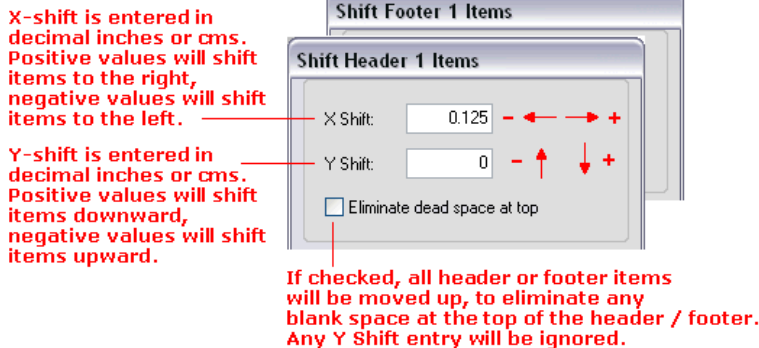 Shift Footer 1 Items
X-shift is entered in
decimal inches or cms.
Positive values will shift
items to the right,
negative values will shift
items to the left.
Shift Header 1 Items
X Shift: 0.125 - +
Y Shift: 0 - +
Eliminate dead space at top
Y-shift is entered in
decimal inches or cms.
Positive values will shift
items downward,
negative values will shift
items upward.
If checked, all header or footer items
will be moved up, to eliminate any
blank space at the top of the header / footer.
Any Y Shift entry will be ignored.